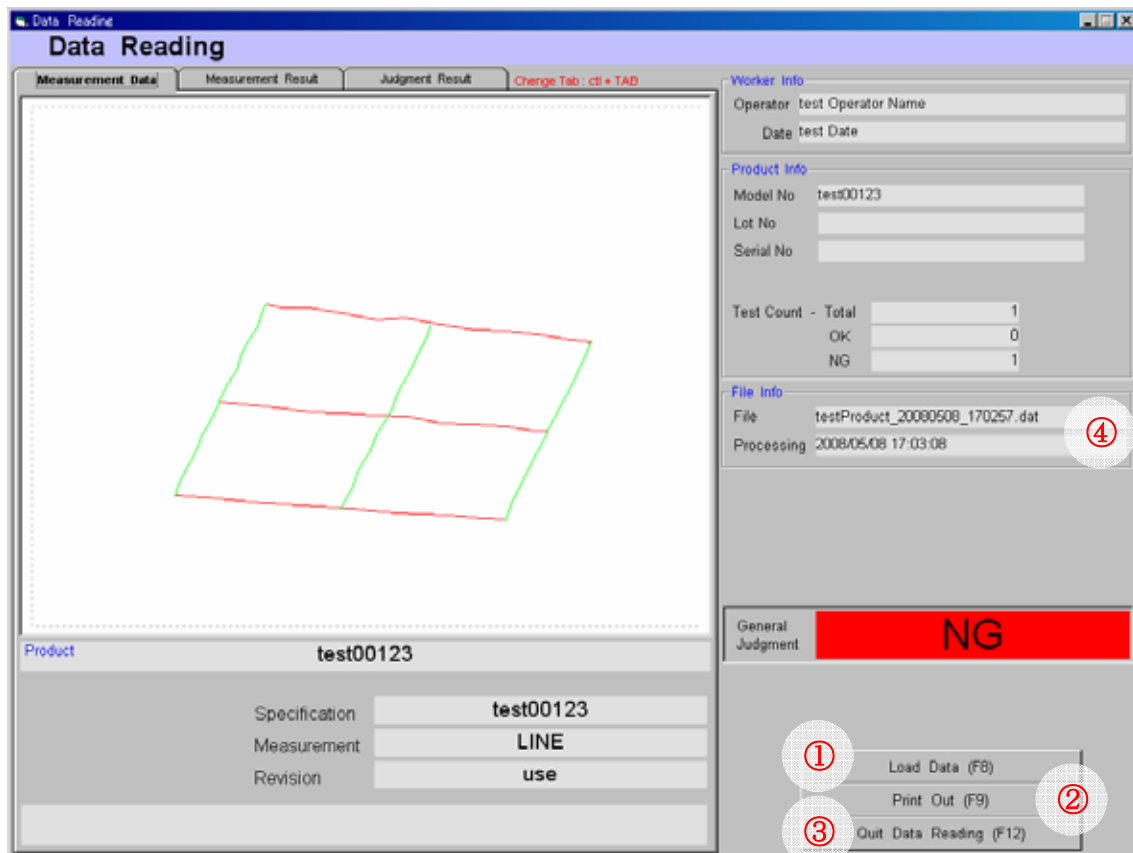 Data Reading
Data Reading
Measurement Data Measurement Result Judgment Result Chenge Tab : ctl + TAB
Worker Info
Operator test Operator Name
Date test Date
Product Info
Model No test00123
Lot No
Serial No
Test Count - Total 1
OK 0
NG 1
File Info
File testProduct_20080508_170257.dat
Processing 2008/05/08 17:03:08
④
General
Judgment
NG
Product test00123
Specification test00123
Measurement LINE
Revision use
① Load Data (F8)
Print Out (F9) ②
③ Quit Data Reading (F12)